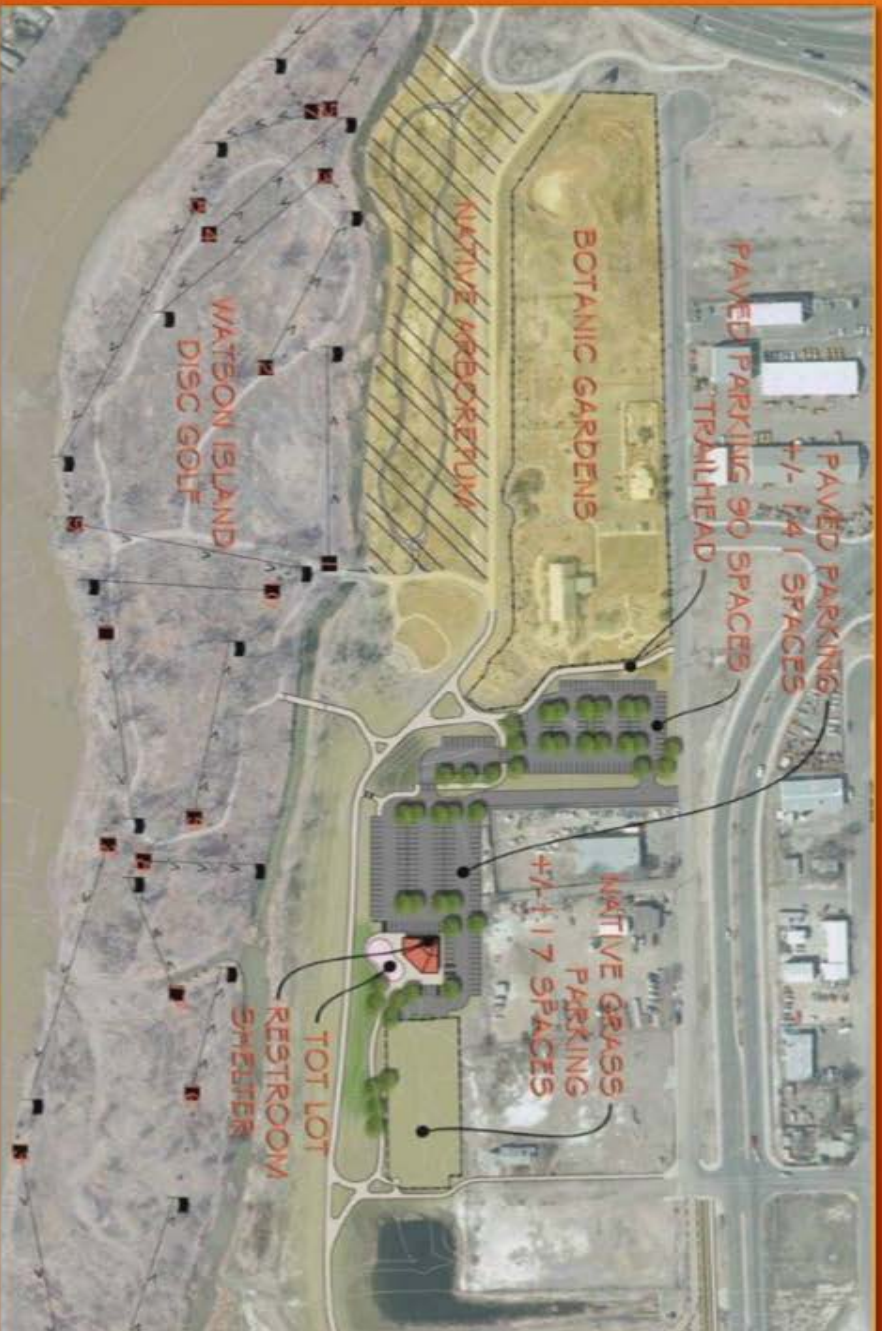 PAVED PARKING
+/- 141 SPACES
PAVED PARKING 90 SPACES
TRAILHEAD
BOTANIC GARDENS
NATIVE ARBORETUM
WATSON ISLAND
DISC GOLF
NATIVE GRASS
PARKING
+/-117 SPACES
TOT LOT
RESTROOM
SHELTER